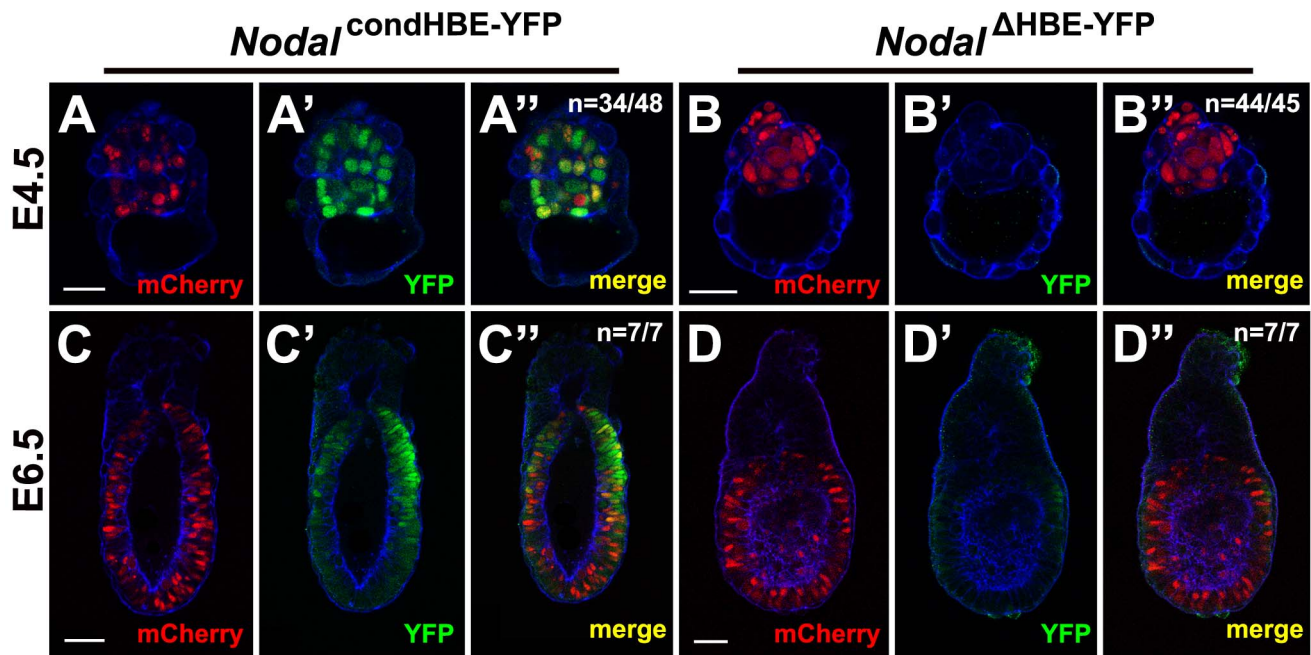 Nodal condHBE-YFP Nodal ΔHBE-YFP
E4.5
A A’ A’’ n=34/48 B B’ B’’ n=44/45
mCherry YFP merge mCherry YFP merge
E6.5
C C’ C’’ n=7/7 D D’ D’’ n=7/7
mCherry YFP merge mCherry YFP merge